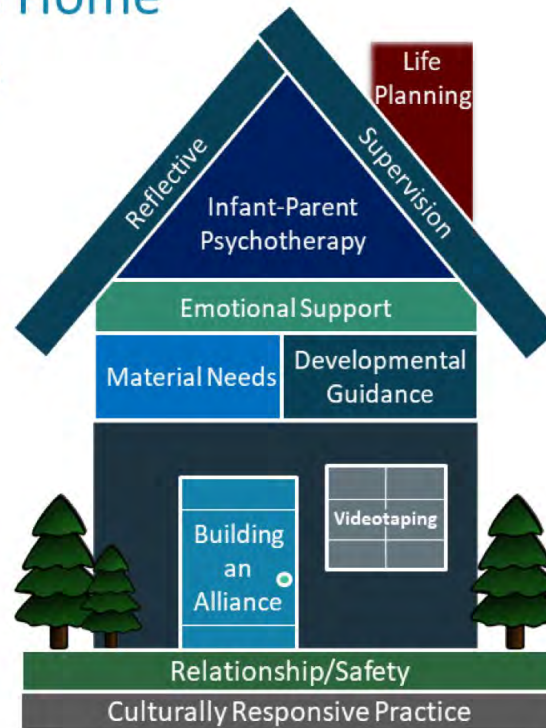 Home
Life
Planning
Reflective
Supervision
Infant-Parent
Psychotherapy
Emotional Support
Material Needs
Developmental
Guidance
Videotaping
Building
an
Alliance
Relationship/Safety
Culturally Responsive Practice